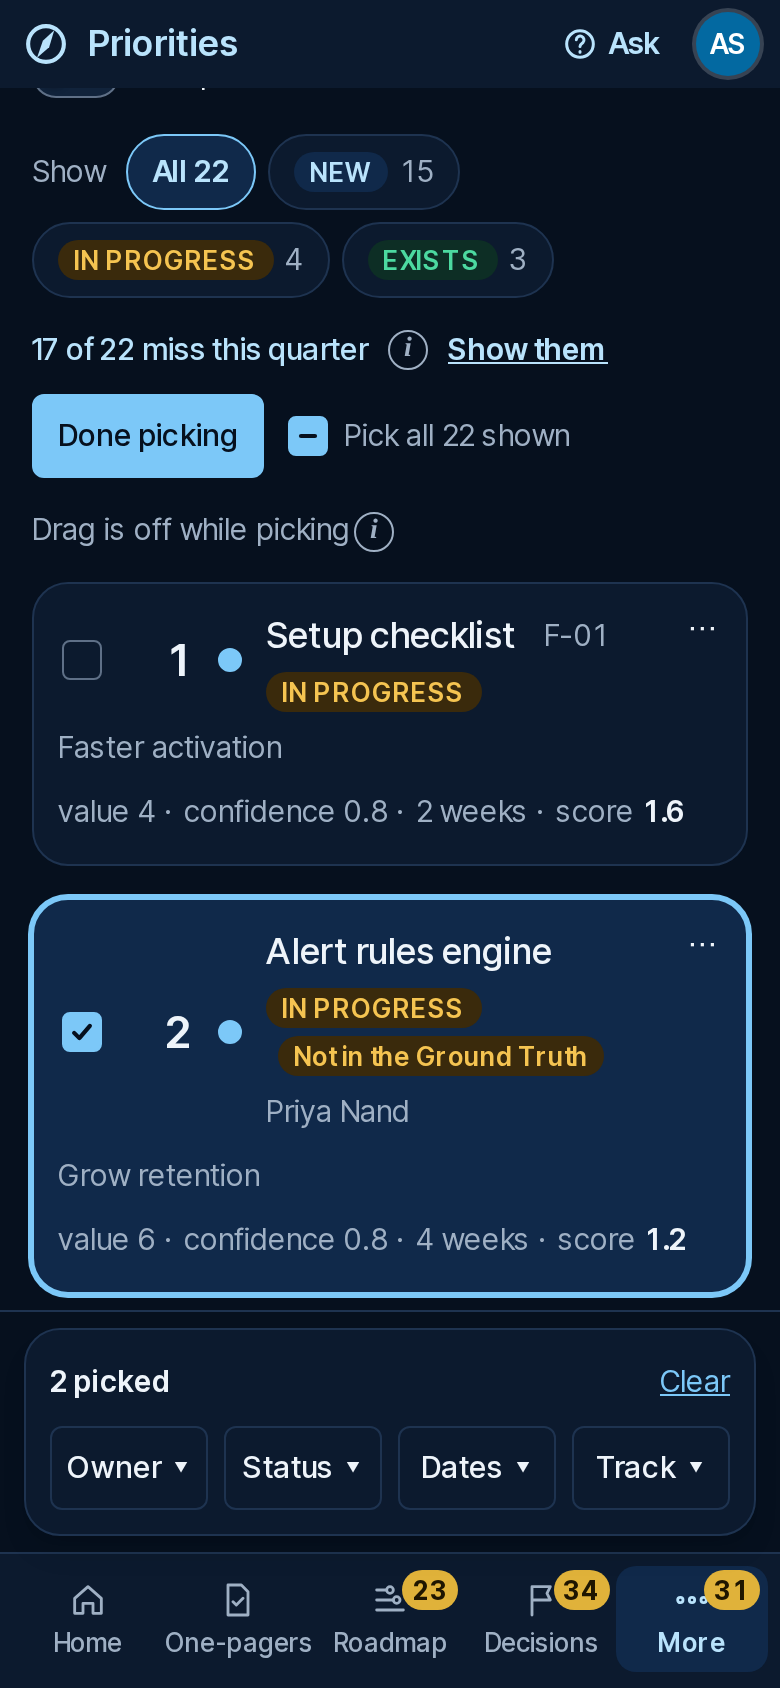 Priorities
Ask
AS
Show All 22 NEW 15
IN PROGRESS 4 EXISTS 3
17 of 22 miss this quarter i Show them
Done picking Pick all 22 shown
Drag is off while picking i
Setup checklist F-01 ...
1
IN PROGRESS
Faster activation
value 4 · confidence 0.8 · 2 weeks · score 1.6
Alert rules engine ...
IN PROGRESS
2
Not in the Ground Truth
Priya Nand
Grow retention
value 6 · confidence 0.8 · 4 weeks · score 1.2
2 picked Clear
Owner ▼ Status ▼ Dates ▼ Track ▼
23 34 31
Home One-pagers Roadmap Decisions More